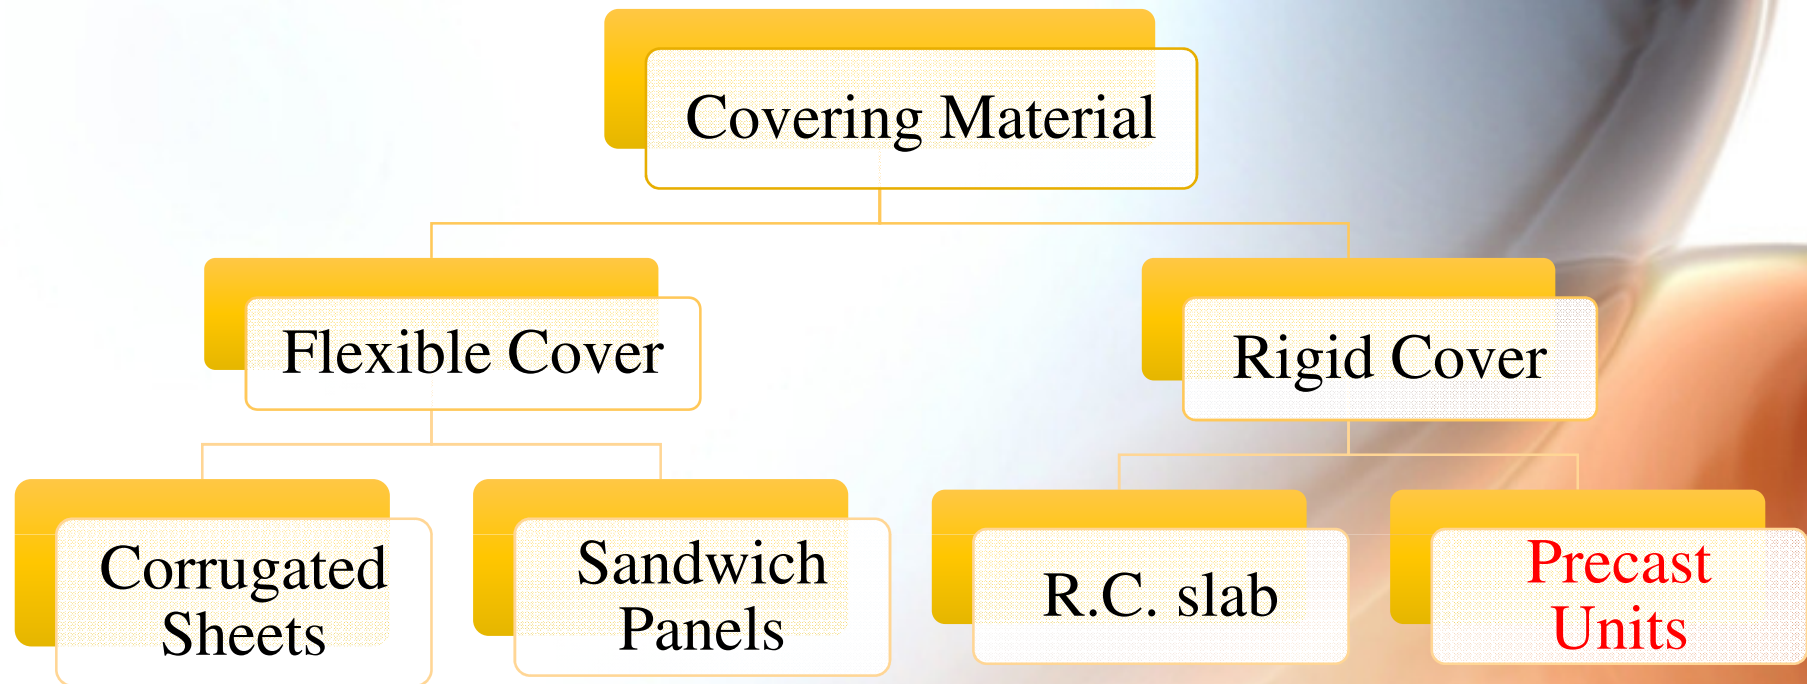 Covering Material
Flexible Cover
Rigid Cover
Corrugated
Sheets
Sandwich
Panels
R.C. slab
Precast
Units